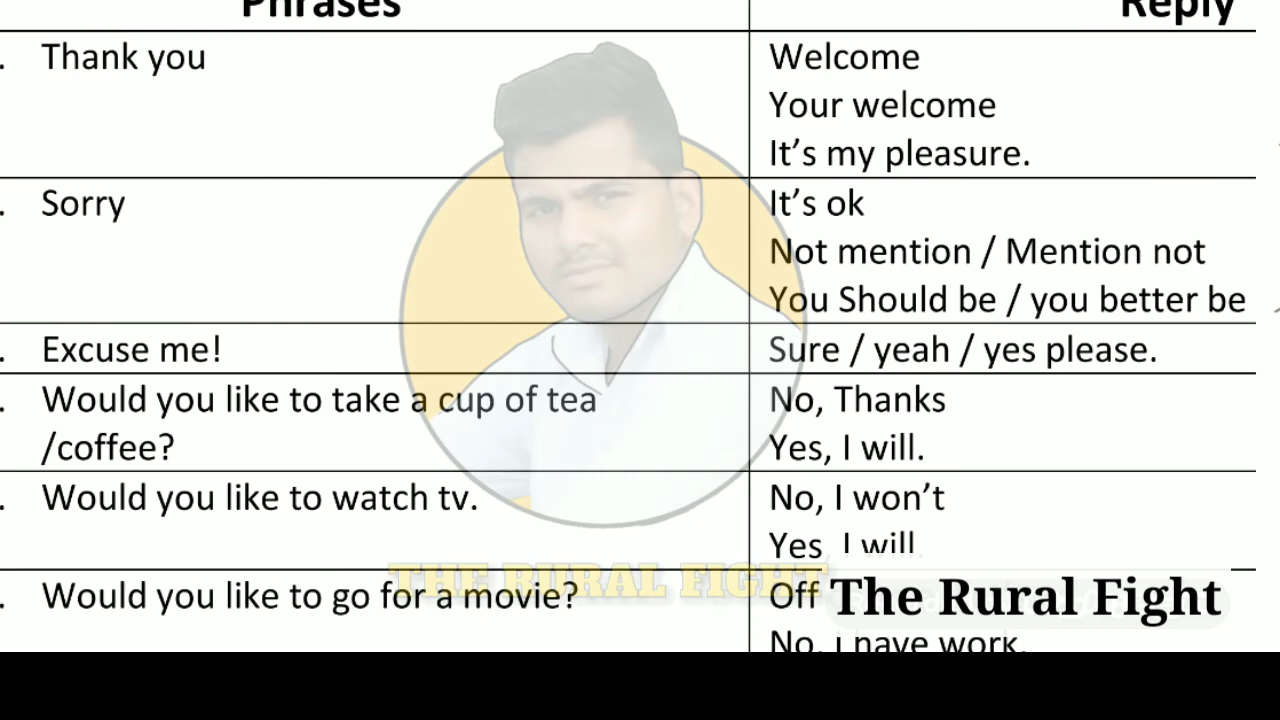 Phrases
Reply
. Thank you
Welcome
Your welcome
It’s my pleasure.
. Sorry
It’s ok
Not mention / Mention not
You Should be / you better be
. Excuse me!
Sure / yeah / yes please.
. Would you like to take a cup of tea
/coffee?
No, Thanks
Yes, I will.
. Would you like to watch tv.
No, I won’t
Yes I will
THE RURAL FIGHT
. Would you like to go for a movie?
Off
The Rural Fight
No, i have work.